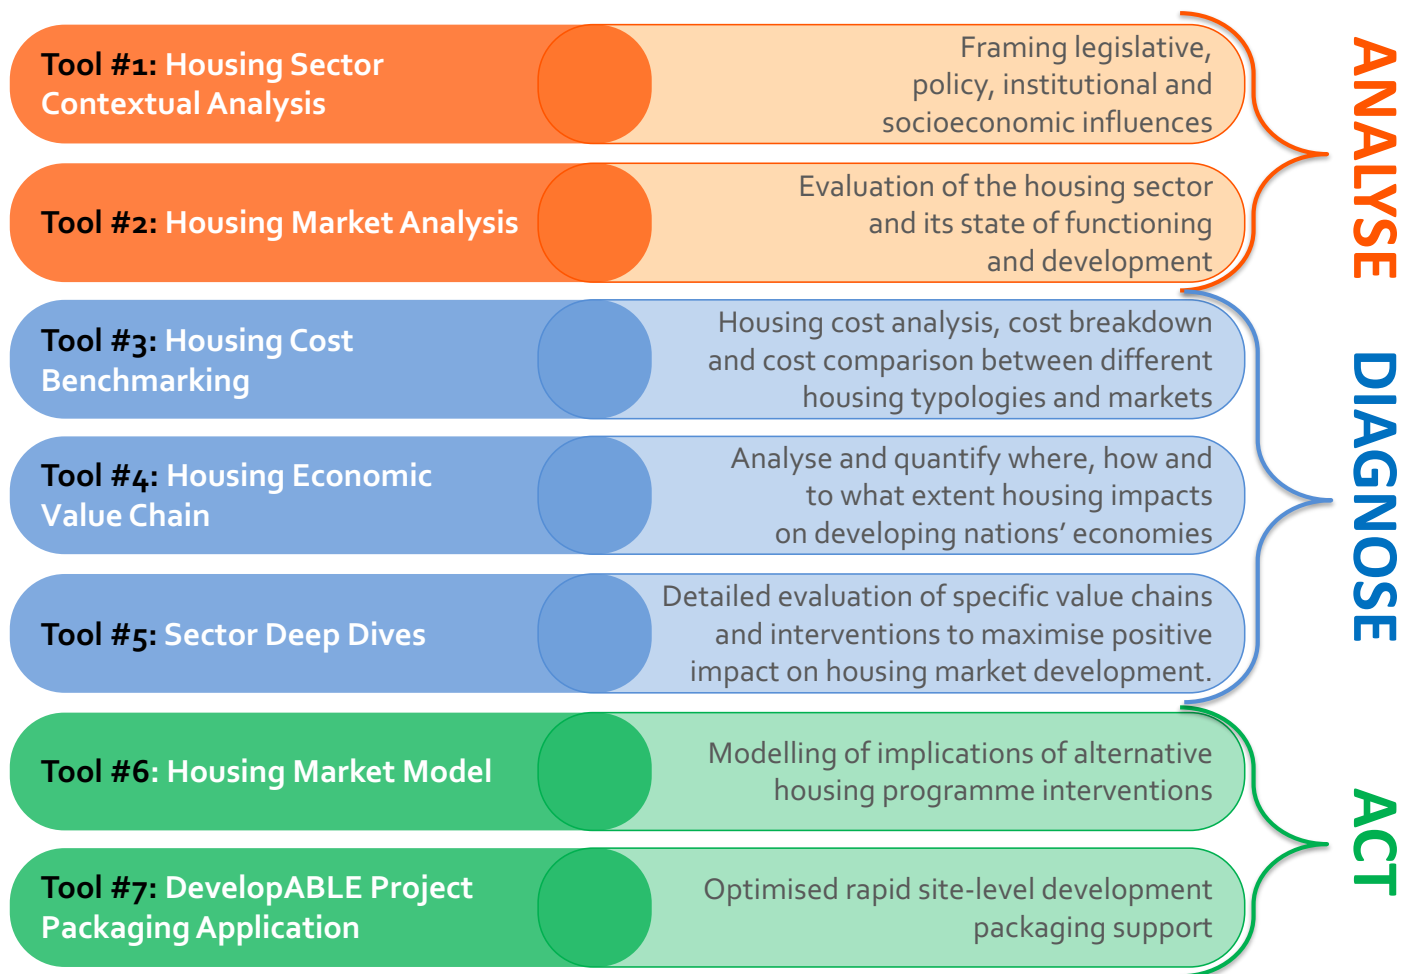 Tool #1: Housing Sector
Contextual Analysis
Framing legislative,
policy, institutional and
socioeconomic influences
Tool #2: Housing Market Analysis
Evaluation of the housing sector
and its state of functioning
and development
ANALYSE
Tool #3: Housing Cost
Benchmarking
Housing cost analysis, cost breakdown
and cost comparison between different
housing typologies and markets
Tool #4: Housing Economic
Value Chain
Analyse and quantify where, how and
to what extent housing impacts
on developing nations’ economies
Tool #5: Sector Deep Dives
Detailed evaluation of specific value chains
and interventions to maximise positive
impact on housing market development.
DIAGNOSE
Tool #6: Housing Market Model
Modelling of implications of alternative
housing programme interventions
Tool #7: DevelopABLE Project
Packaging Application
Optimised rapid site-level development
packaging support
ACT